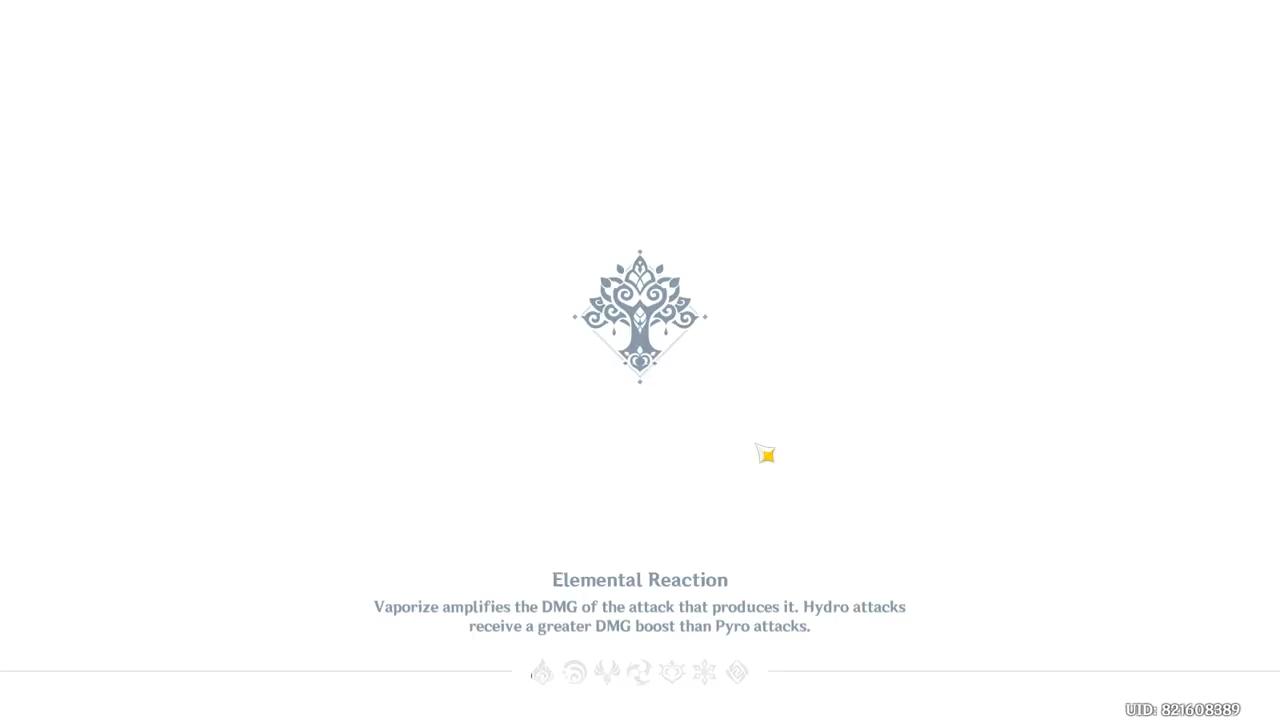 Elemental Reaction
Vaporize amplifies the DMG of the attack that produces it. Hydro attacks
receive a greater DMG boost than Pyro attacks.
UID: 821608389